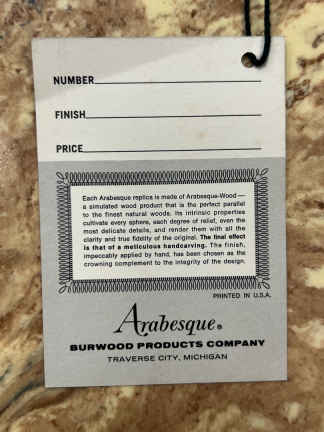 NUMBER
FINISH
PRICE
Each Arabesque replica is made of Arabesque-Wood—
a simulated wood product that is the perfect parallel
to the finest natural woods. Its intrinsic properties
cultivate every sphere, each degree of relief, even the
most delicate details, and render them with all the
clarity and true fidelity of the original. The final effect
is that of a meticulous handcarving. The finish,
impeccably applied by hand, has been chosen as the
crowning complement to the integrity of the design.
PRINTED IN U.S.A.
Arabesque®
BURWOOD PRODUCTS COMPANY
TRAVERSE CITY, MICHIGAN